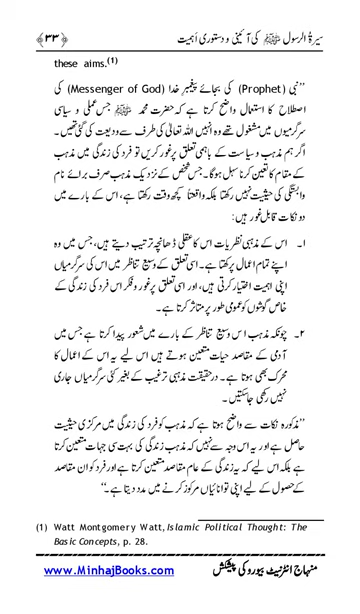 سیرۃُ الرسول ﷺ کی آئینی و دستوری اہمیت ﴿۳۳﴾
these aims.(1)
’’نبی (Prophet) کی بجائے پیغمبر خدا (Messenger of God) کی
اصطلاح کا استعمال واضح کرتا ہے کہ حضرت محمد ﷺ جس عملی و سیاسی
سرگرمیوں میں مشغول تھے وہ انہیں اللہ تعالیٰ کی طرف سے ودیعت کی گئی تھیں۔
اگر ہم مذہب و سیاست کے باہمی تعلق پر غور کریں تو فرد کی زندگی میں مذہب
کے مقام کا تعین کرنا سہل ہوگا۔ جس شخص کے نزدیک مذہب صرف برائے نام
وابستگی کی حیثیت نہیں رکھتا بلکہ واقعتاً کچھ وقعت رکھتا ہے، اس کے بارے میں
دو نکات قابل غور ہیں:
۱۔ اس کے مذہبی نظریات اس کا عقلی ڈھانچہ ترتیب دیتے ہیں، جس میں وہ
اپنے تمام اعمال پرکھتا ہے۔ اسی تعلق کے وسیع تناظر میں اس کی سرگرمیاں
اپنی اہمیت اختیار کرتی ہیں، اور اسی تعلق پر غور و فکر اس فرد کی زندگی کے
خاص گوشوں کو عمومی طور پر متاثر کرتا ہے۔
۲۔ چونکہ مذہب اس وسیع تناظر کے بارے میں شعور پیدا کرتا ہے جس میں
آدمی کے مقاصد حیات متعین ہوتے ہیں اس لیے یہ اس کے اعمال کا
محرک بھی ہوتا ہے۔ درحقیقت مذہبی ترغیب کے بغیر کئی سرگرمیاں جاری
نہیں رکھی جاسکتیں۔
’’مذکورہ نکات سے واضح ہوتا ہے کہ مذہب کو فرد کی زندگی میں مرکزی حیثیت
حاصل ہے اور یہ اس وجہ سے نہیں کہ مذہب زندگی کی بہت سی جہات متعین کرتا
ہے بلکہ اس لیے کہ یہ زندگی کے عام مقاصد متعین کرتا ہے اور فرد کو ان مقاصد
کے حصول کے لیے اپنی توانائیاں مرکوز کرنے میں مدد دیتا ہے۔‘‘
(1) Watt Montgomery Watt, Islamic Political Thought: The
Basic Concepts, p. 28.
منہاج انٹرنیٹ بیورو کی پیشکش www.MinhajBooks.com